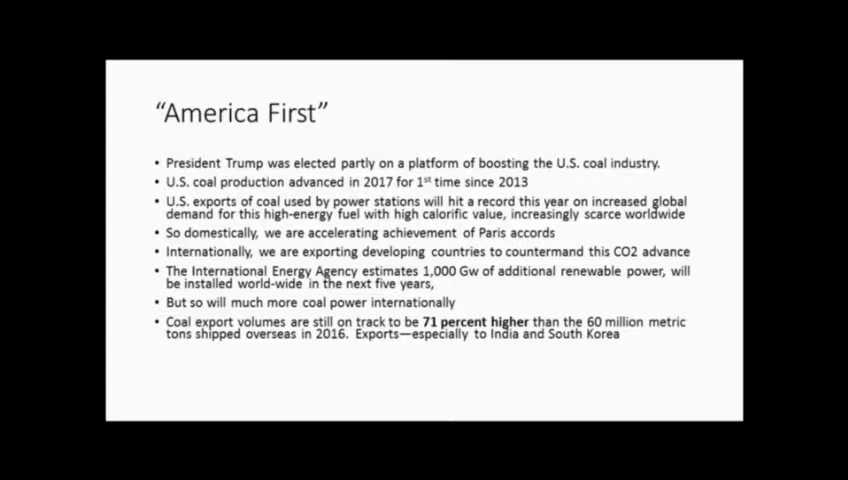 “America First”
• President Trump was elected partly on a platform of boosting the U.S. coal industry.
• U.S. coal production advanced in 2017 for 1st time since 2013
• U.S. exports of coal used by power stations will hit a record this year on increased global
demand for this high-energy fuel with high calorific value, increasingly scarce worldwide
• So domestically, we are accelerating achievement of Paris accords
• Internationally, we are exporting developing countries to countermand this CO2 advance
• The International Energy Agency estimates 1,000 Gw of additional renewable power, will
be installed world-wide in the next five years,
• But so will much more coal power internationally
• Coal export volumes are still on track to be 71 percent higher than the 60 million metric
tons shipped overseas in 2016. Exports—especially to India and South Korea